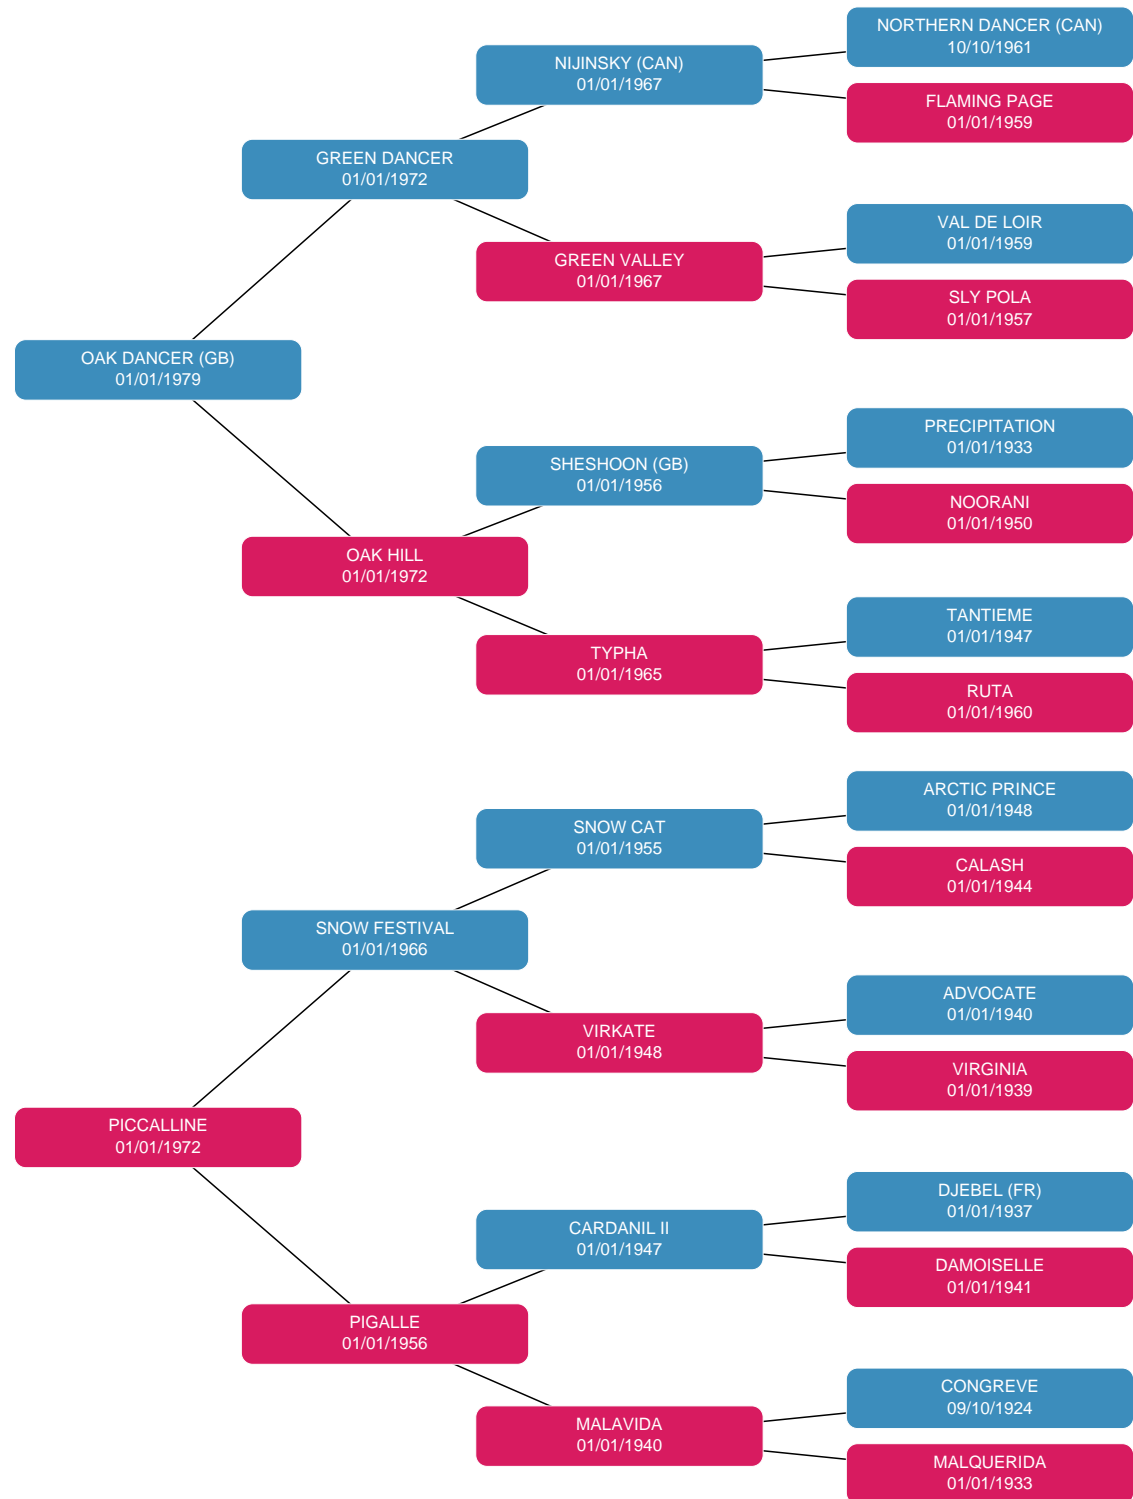 NORTHERN DANCER (CAN)
10/10/1961
NIJINSKY (CAN)
01/01/1967
FLAMING PAGE
01/01/1959
GREEN DANCER
01/01/1972
VAL DE LOIR
01/01/1959
GREEN VALLEY
01/01/1967
SLY POLA
01/01/1957
OAK DANCER (GB)
01/01/1979
PRECIPITATION
01/01/1933
SHESHOON (GB)
01/01/1956
NOORANI
01/01/1950
OAK HILL
01/01/1972
TANTIEME
01/01/1947
TYPHA
01/01/1965
RUTA
01/01/1960
ARCTIC PRINCE
01/01/1948
SNOW CAT
01/01/1955
CALASH
01/01/1944
SNOW FESTIVAL
01/01/1966
ADVOCATE
01/01/1940
VIRKATE
01/01/1948
VIRGINIA
01/01/1939
PICCALLINE
01/01/1972
DJEBEL (FR)
01/01/1937
CARDANIL II
01/01/1947
DAMOISELLE
01/01/1941
PIGALLE
01/01/1956
CONGREVE
09/10/1924
MALAVIDA
01/01/1940
MALQUERIDA
01/01/1933